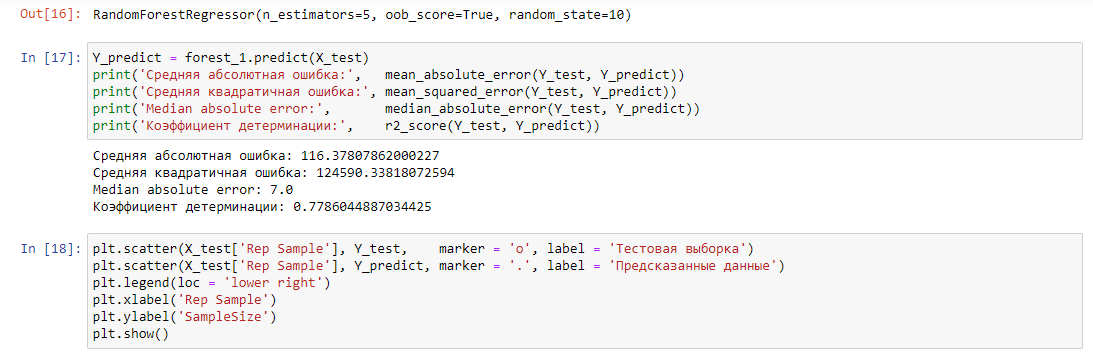 Out[16]: RandomForestRegressor(n_estimators=5, oob_score=True, random_state=10)
In [17]: Y_predict = forest_1.predict(X_test)
print('Средняя абсолютная ошибка:',   mean_absolute_error(Y_test, Y_predict))
print('Средняя квадратичная ошибка:', mean_squared_error(Y_test, Y_predict))
print('Median absolute error:',       median_absolute_error(Y_test, Y_predict))
print('Коэффициент детерминации:',    r2_score(Y_test, Y_predict))
Средняя абсолютная ошибка: 116.37807862000227
Средняя квадратичная ошибка: 124590.33818072594
Median absolute error: 7.0
Коэффициент детерминации: 0.7786044887034425
In [18]: plt.scatter(X_test['Rep Sample'], Y_test,    marker = 'o', label = 'Тестовая выборка')
plt.scatter(X_test['Rep Sample'], Y_predict, marker = '.', label = 'Предсказанные данные')
plt.legend(loc = 'lower right')
plt.xlabel('Rep Sample')
plt.ylabel('SampleSize')
plt.show()